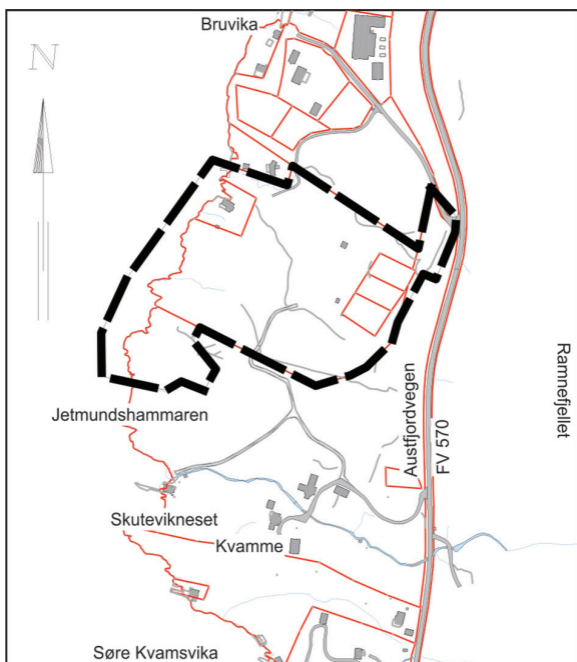 Bruvika
N
Jetmundshammaren
Austfjordvegen
FV 570
Ramnefjellet
Skutevikneset
Kvamme
Søre Kvamsvika